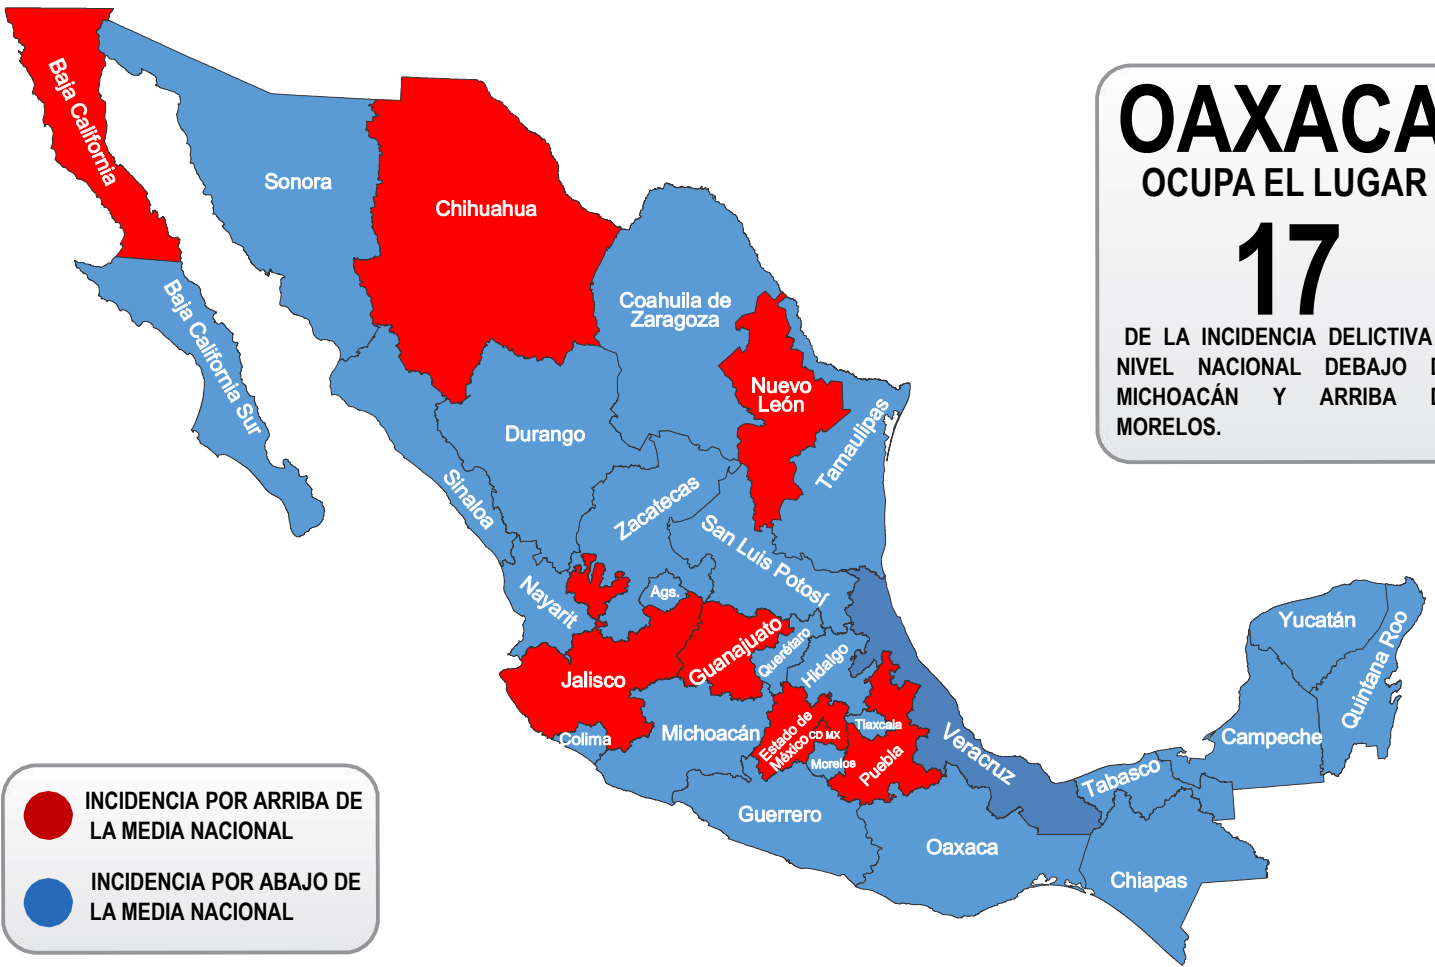 Baja California
Sonora
Chihuahua
Coahuila de
Zaragoza
Baja California Sur
Nuevo
León
Durango
Tamaulipas
Sinaloa
Zacatecas
San Luis Potosí
Nayarit
Ags.
Guanajuato
Querétaro
Hidalgo
Jalisco
Colima
Michoacán
Estado de
México
CD MX
Morelos
Tlaxcala
Puebla
Veracruz
Guerrero
Oaxaca
Tabasco
Chiapas
Campeche
Yucatán
Quintana Roo
OAXACA
OCUPA EL LUGAR
17
DE LA INCIDENCIA DELICTIVA
NIVEL NACIONAL DEBAJO
MICHOACÁN Y ARRIBA
MORELOS.
INCIDENCIA POR ARRIBA DE
LA MEDIA NACIONAL
INCIDENCIA POR ABAJO DE
LA MEDIA NACIONAL